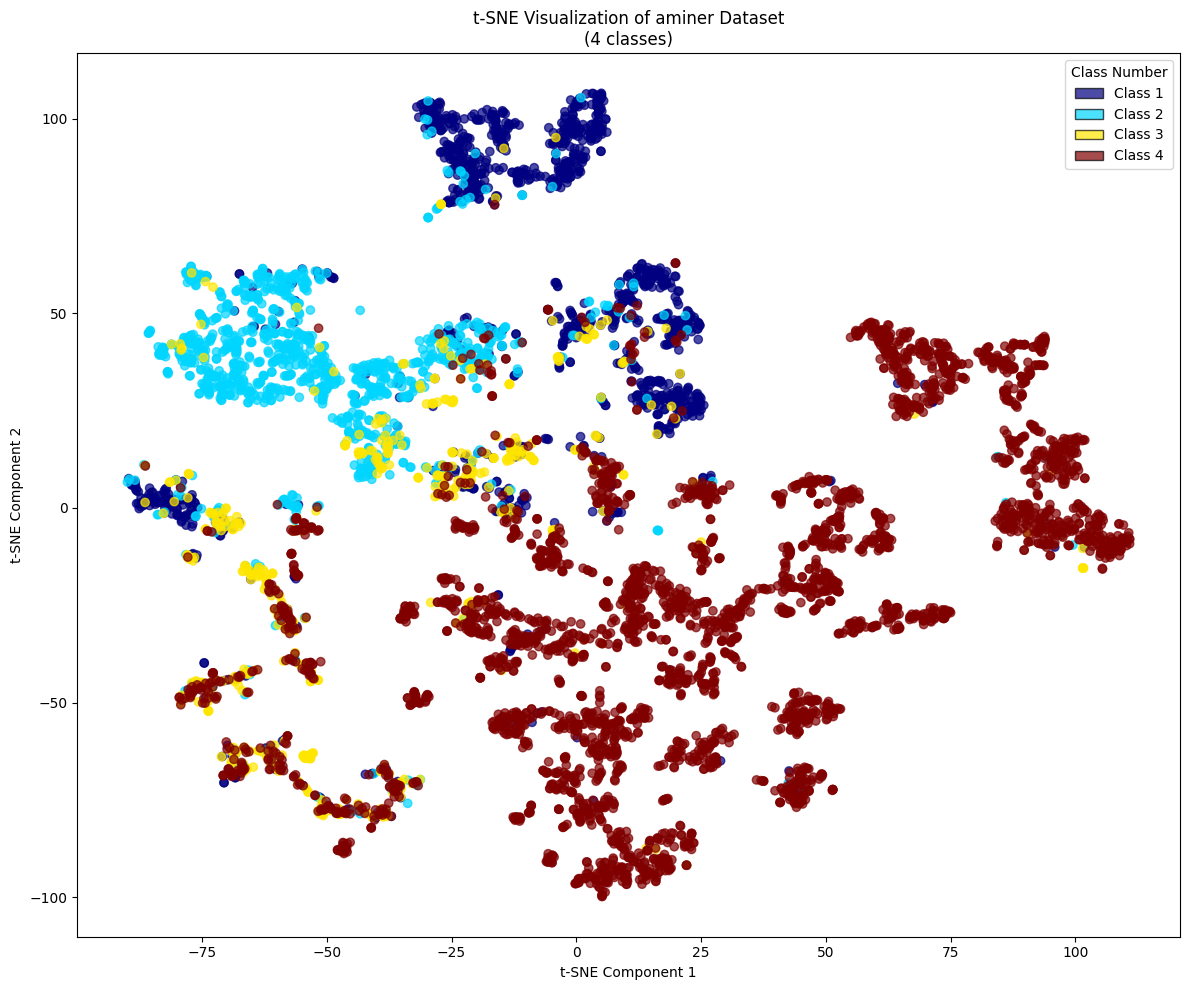 t-SNE Visualization of aminer Dataset
(4 classes)
Class Number
Class 1
Class 2
Class 3
Class 4
t-SNE Component 2
100
50
0
−50
−100
−75
−50
−25
0
25
50
75
100
t-SNE Component 1